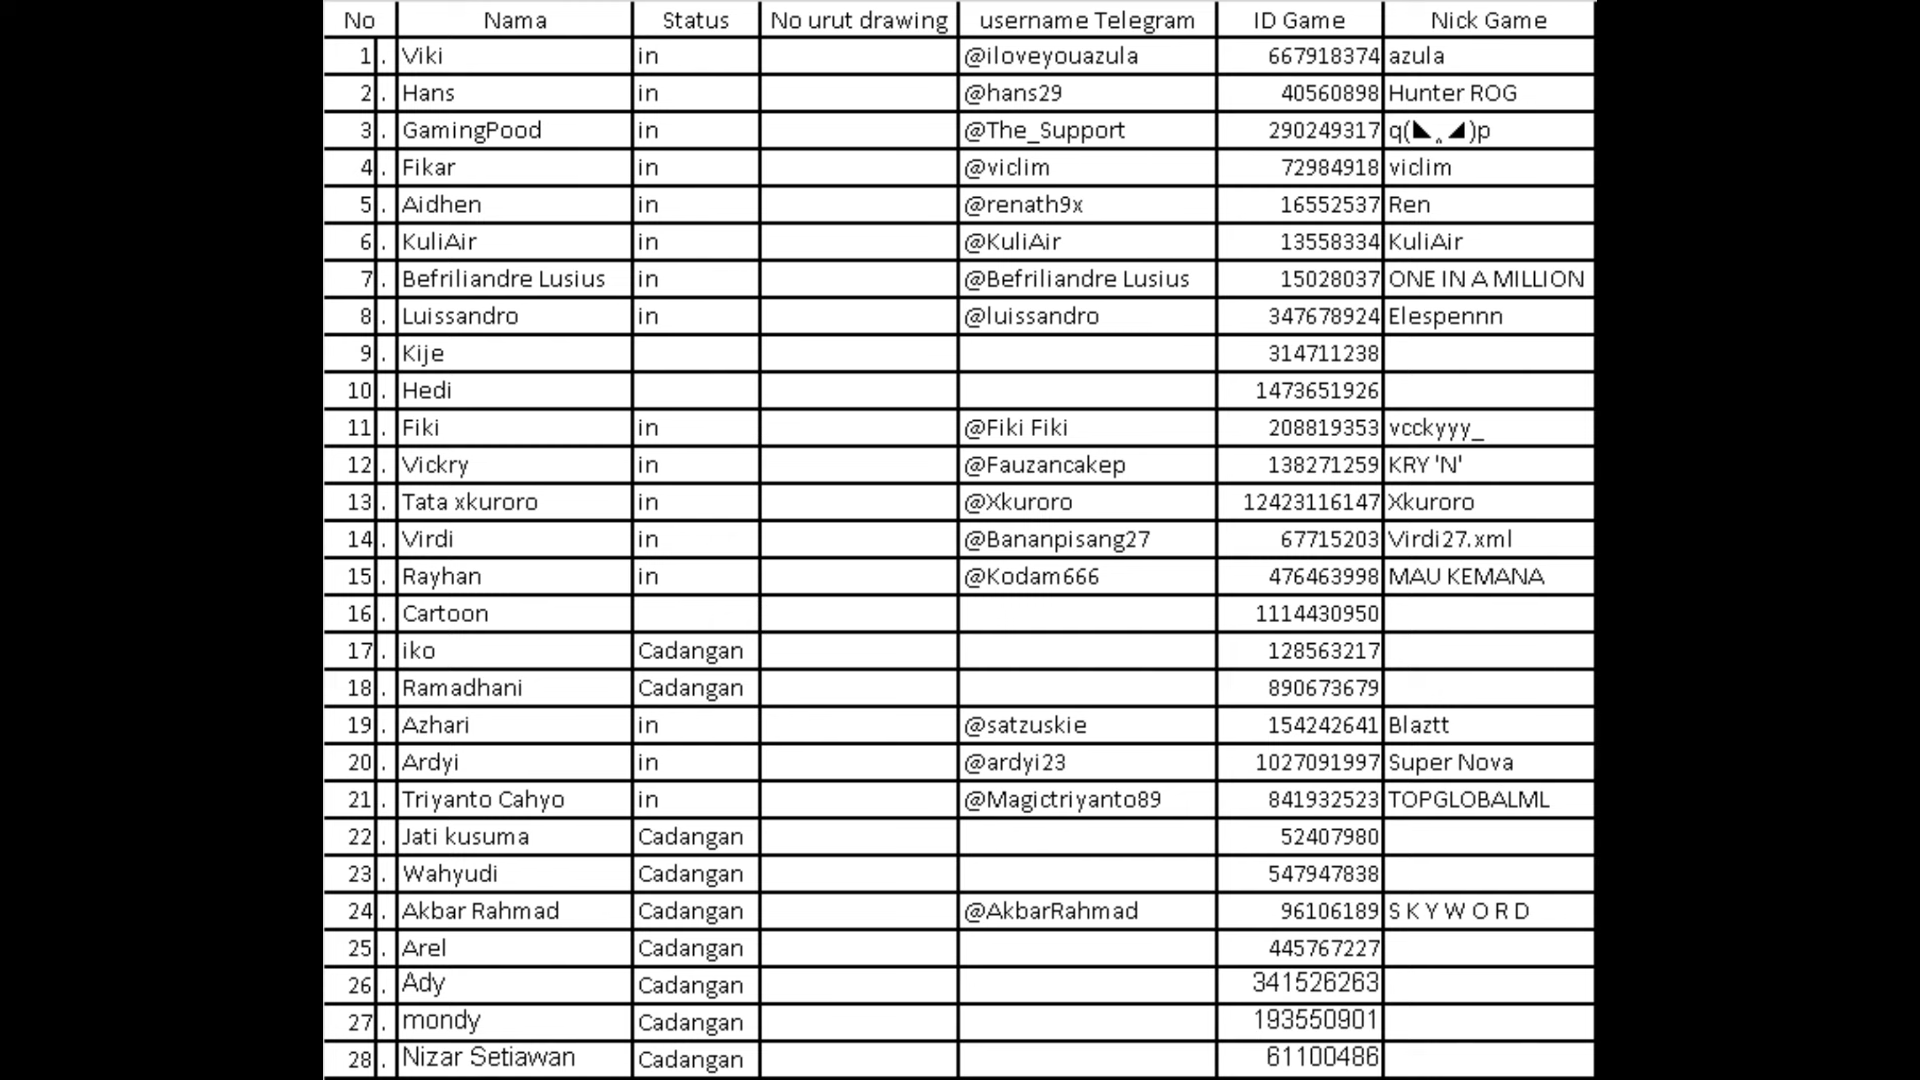 No Nama Status No urut drawing username Telegram ID Game Nick Game
1 . Viki in @iloveyouazula 667918374 azula
2 . Hans in @hans29 40560898 Hunter ROG
3 . GamingPood in @The_Support 290249317 q(◣‸◢)p
4 . Fikar in @viclim 72984918 viclim
5 . Aidhen in @renath9x 16552537 Ren
6 . KuliAir in @KuliAir 13558334 KuliAir
7 . Befriliandre Lusius in @Befriliandre Lusius 15028037 ONE IN A MILLION
8 . Luissandro in @luissandro 347678924 Elespennn
9 . Kije 314711238
10 . Hedi 1473651926
11 . Fiki in @Fiki Fiki 208819353 vcckyyy_
12 . Vickry in @Fauzancakep 138271259 KRY 'N'
13 . Tata xkuroro in @Xkuroro 12423116147 Xkuroro
14 . Virdi in @Bananpisang27 67715203 Virdi27.xml
15 . Rayhan in @Kodam666 476463998 MAU KEMANA
16 . Cartoon 1114430950
17 . iko Cadangan 128563217
18 . Ramadhani Cadangan 890673679
19 . Azhari in @satzuskie 154242641 Blaztt
20 . Ardyi in @ardyi23 1027091997 Super Nova
21 . Triyanto Cahyo in @Magictriyanto89 841932523 TOPGLOBALML
22 . Jati kusuma Cadangan 52407980
23 . Wahyudi Cadangan 547947838
24 . Akbar Rahmad Cadangan @AkbarRahmad 96106189 S K Y W O R D
25 . Arel Cadangan 445767227
26 . Ady Cadangan 341526263
27 . mondy Cadangan 193550901
28 . Nizar Setiawan Cadangan 61100486